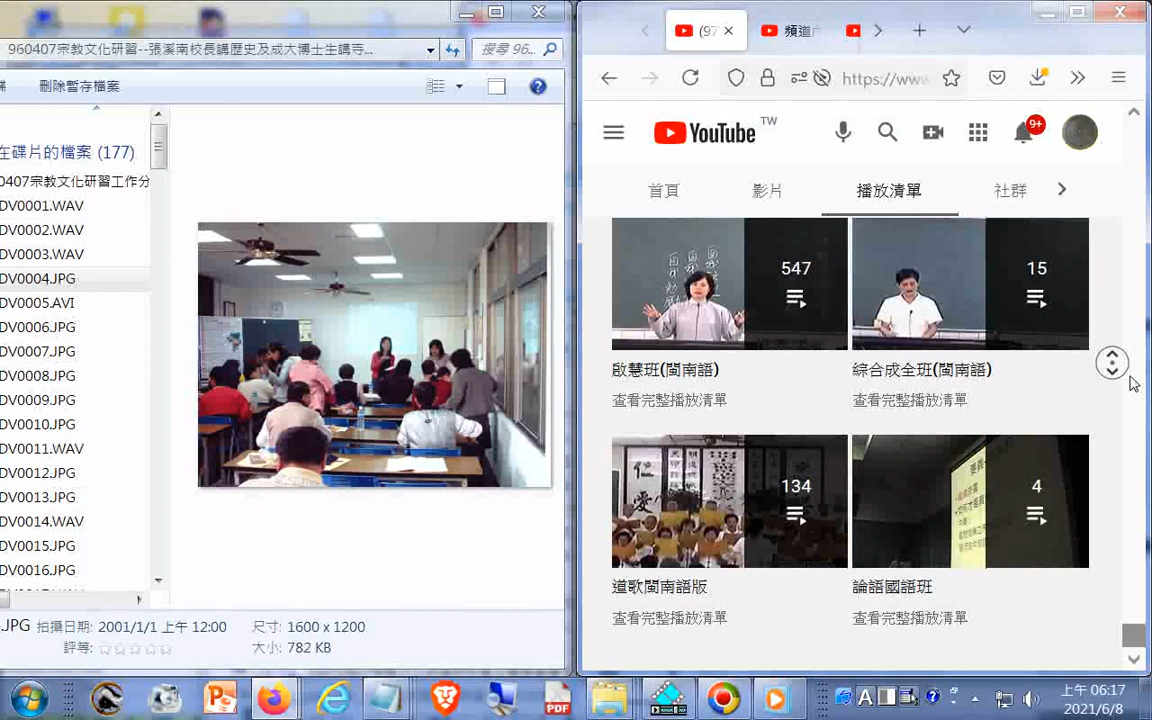 960407宗教文化研習--張溪南校長講歷史及成大博士生講寺...
搜尋 96...
刪除暫存檔案
在碟片的檔案 (177)
0407宗教文化研習工作分
DV0001.WAV
DV0002.WAV
DV0003.WAV
DV0004.JPG
DV0005.AVI
DV0006.JPG
DV0007.JPG
DV0008.JPG
DV0009.JPG
DV0010.JPG
DV0011.WAV
DV0012.JPG
DV0013.JPG
DV0014.WAV
DV0015.JPG
DV0016.JPG
.JPG 拍攝日期: 2001/1/1 上午 12:00 尺寸: 1600 x 1200
評等: 大小: 782 KB
(97
頻道
https://www
YouTube TW
9+
首頁 影片 播放清單 社群
547 15
啟慧班(閩南語) 綜合成全班(閩南語)
查看完整播放清單 查看完整播放清單
仁
愛
134 4
道歌閩南語版 論語國語班
查看完整播放清單 查看完整播放清單
PDF
A
上午 06:17
2021/6/8